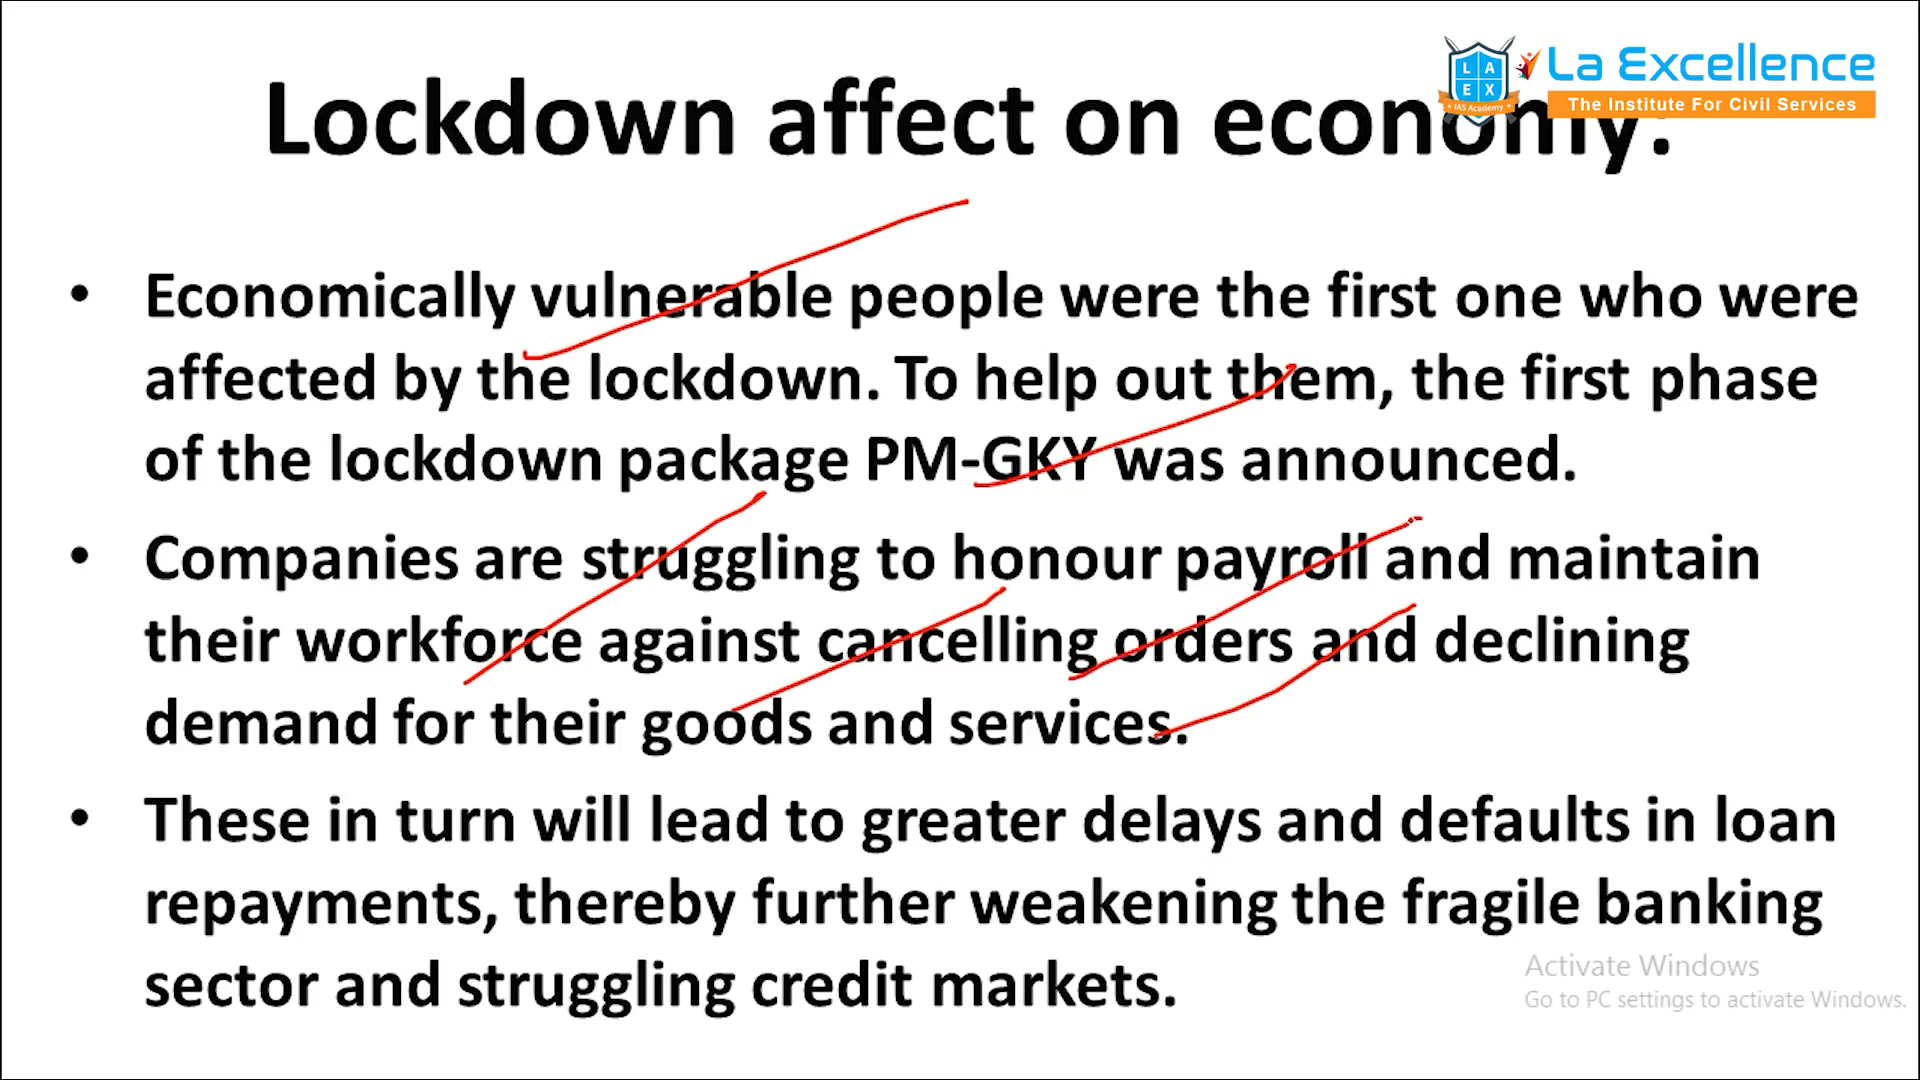 Lockdown affect on economy:
LA
EX
IAS Academy
La Excellence
The Institute For Civil Services
• Economically vulnerable people were the first one who were
affected by the lockdown. To help out them, the first phase
of the lockdown package PM-GKY was announced.
• Companies are struggling to honour payroll and maintain
their workforce against cancelling orders and declining
demand for their goods and services.
• These in turn will lead to greater delays and defaults in loan
repayments, thereby further weakening the fragile banking
sector and struggling credit markets.
Activate Windows
Go to PC settings to activate Windows.